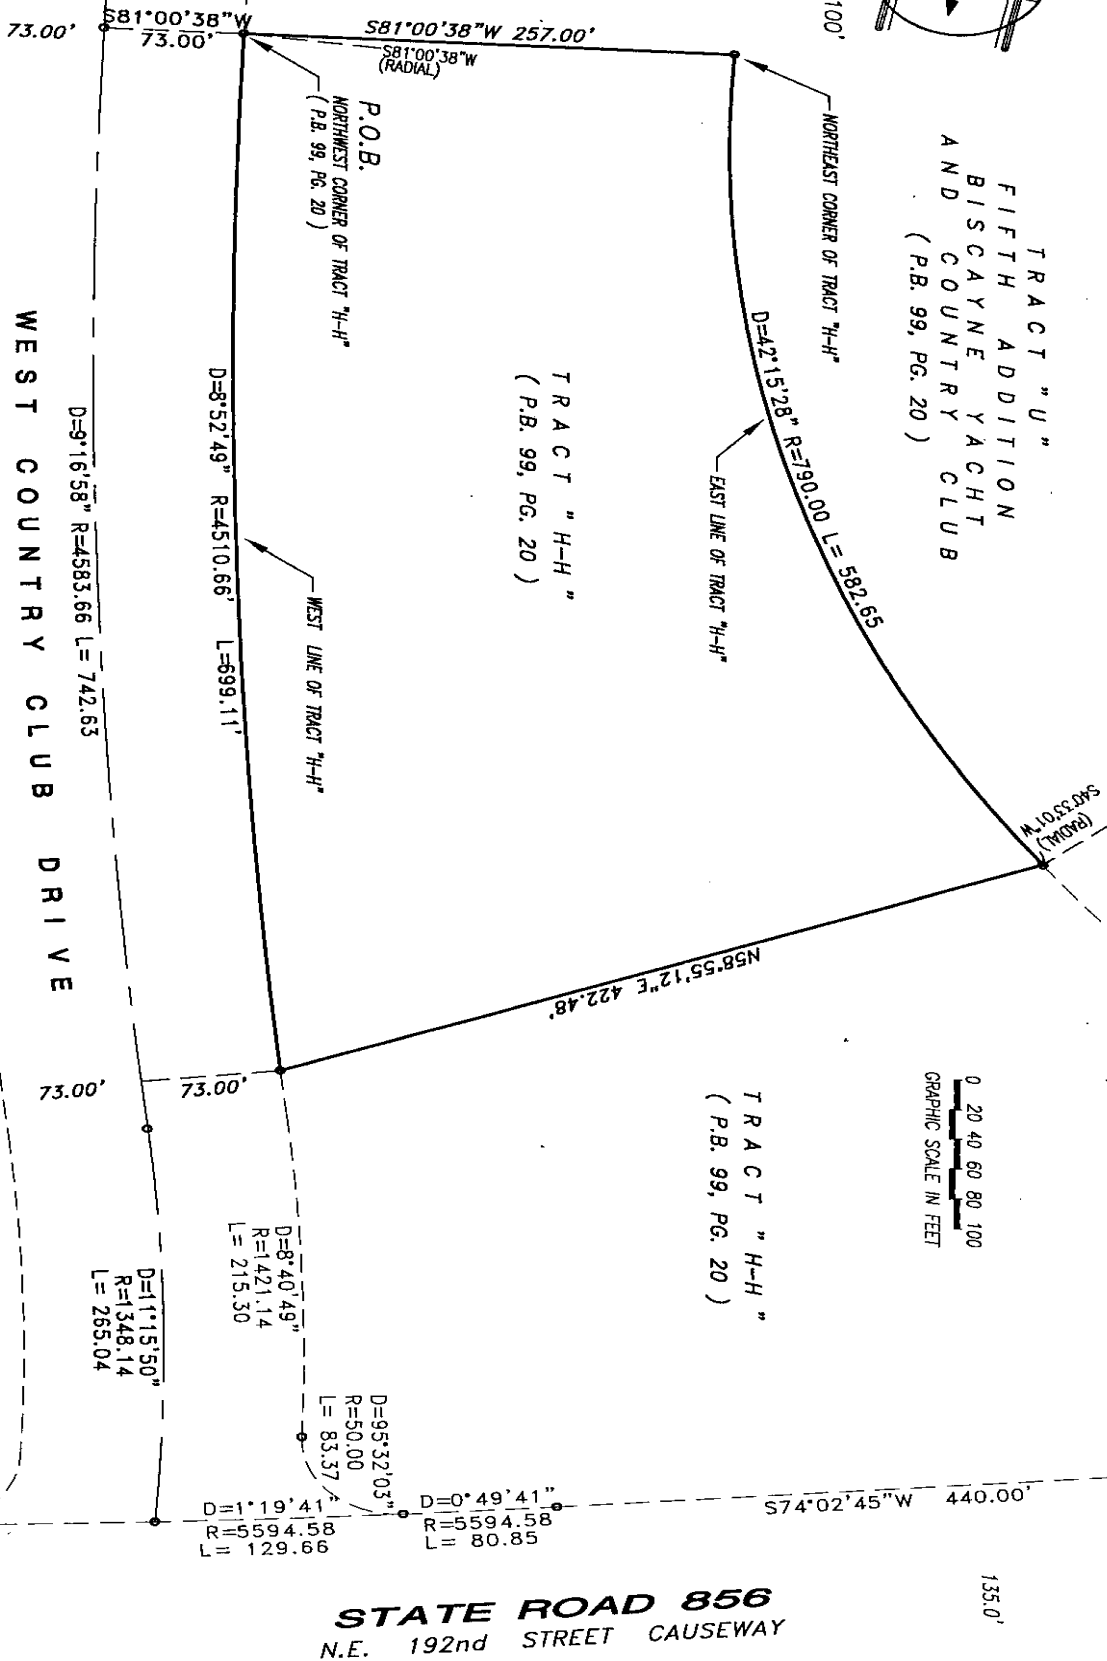 73.00'
S81°00'38"W
73.00'
S81°00'38"W 257.00'
S81°00'38"W
(RADIAL)
100'
P.O.B.
NORTHWEST CORNER OF TRACT "H-H"
( P.B. 99, PG. 20 )
NORTHEAST CORNER OF TRACT "H-H"
TRACT "U"
FIFTH ADDITION
BISCAYNE YACHT
AND COUNTRY CLUB
( P.B. 99, PG. 20 )
D=42°15'28" R=790.00 L= 582.65
EAST LINE OF TRACT "H-H"
TRACT "H-H"
( P.B. 99, PG. 20 )
D=8°52'49" R=4510.66' L=699.11'
WEST LINE OF TRACT "H-H"
D=9°16'58" R=4583.66 L= 742.63
WEST COUNTRY CLUB DRIVE
S40°33'01"W
(RADIAL)
N58°55'12"E 422.48'
73.00'
73.00'
0 20 40 60 80 100
GRAPHIC SCALE IN FEET
TRACT "H-H"
( P.B. 99, PG. 20 )
D=8°40'49"
R=1421.14
L= 215.30
D=11°15'50"
R=1348.14
L= 265.04
D=95°32'03"
R=50.00
L= 83.37
D=1°19'41"
R=5594.58
L= 129.66
D=0°49'41"
R=5594.58
L= 80.85
S74°02'45"W 440.00'
135.0'
STATE ROAD 856
N.E. 192nd STREET CAUSEWAY